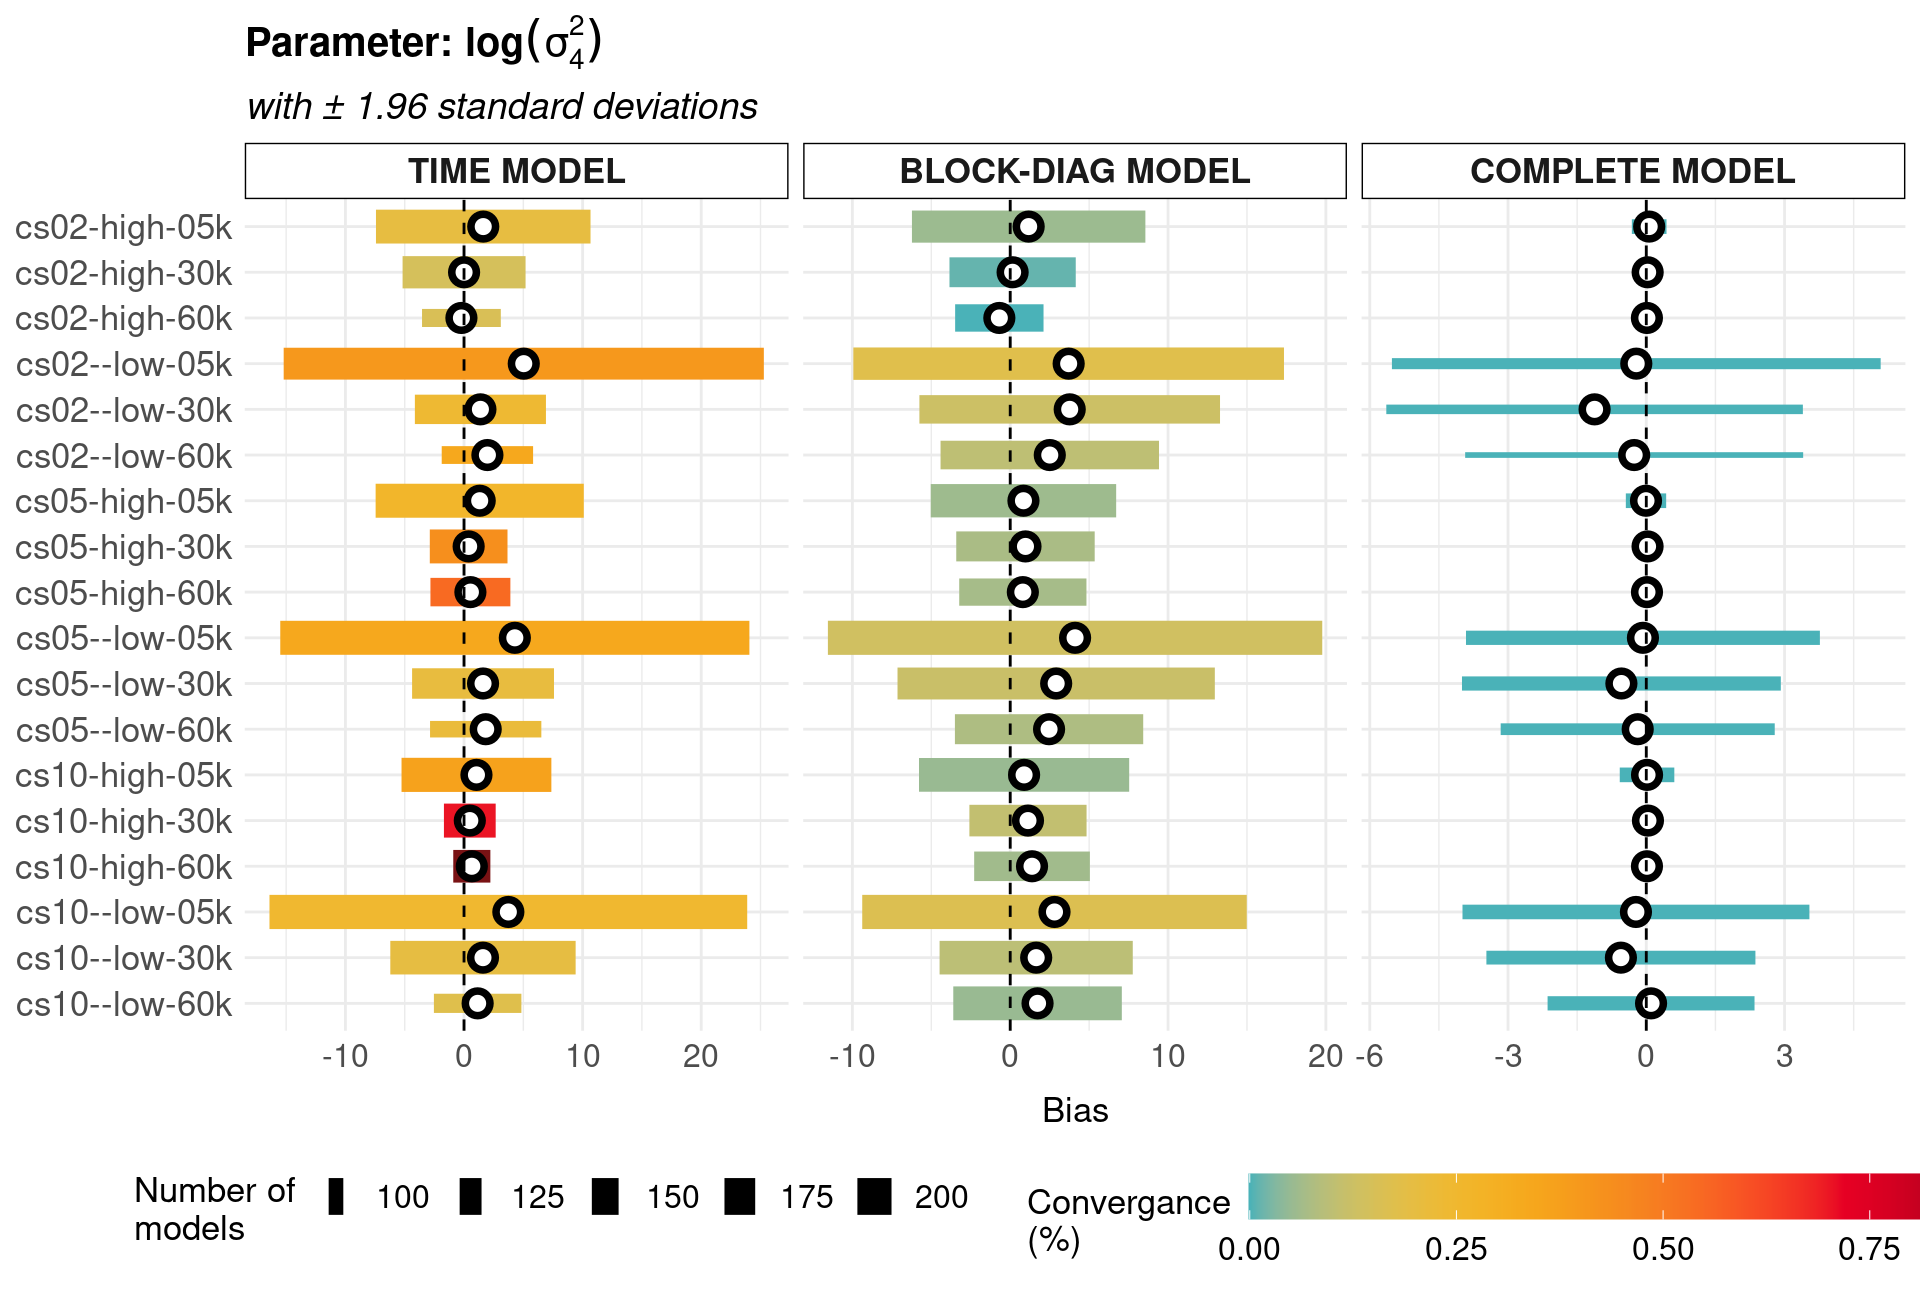 Parameter: log(σ₄²)
with ± 1.96 standard deviations
TIME MODEL BLOCK-DIAG MODEL COMPLETE MODEL
cs02-high-05k
cs02-high-30k
cs02-high-60k
cs02--low-05k
cs02--low-30k
cs02--low-60k
cs05-high-05k
cs05-high-30k
cs05-high-60k
cs05--low-05k
cs05--low-30k
cs05--low-60k
cs10-high-05k
cs10-high-30k
cs10-high-60k
cs10--low-05k
cs10--low-30k
cs10--low-60k
-10 0 10 20 -10 0 10 20 -6 -3 0 3
Bias
Number of
models
100 125 150 175 200
Convergance
(%)
0.00 0.25 0.50 0.75